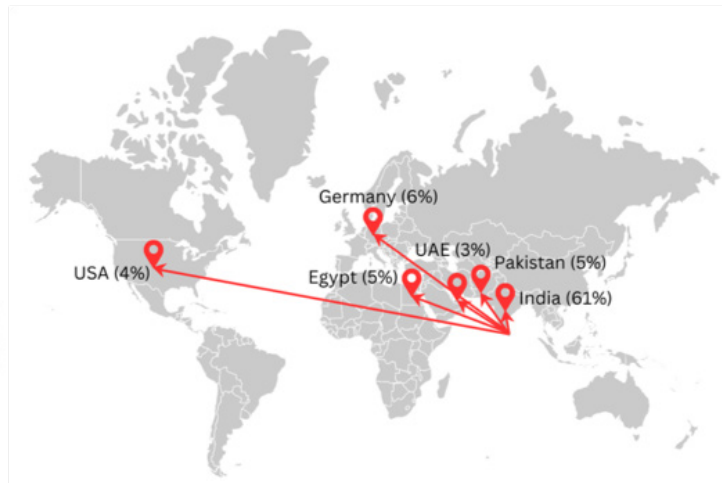 Germany (6%)
UAE (3%)
Pakistan (5%)
USA (4%)
Egypt (5%)
India (61%)